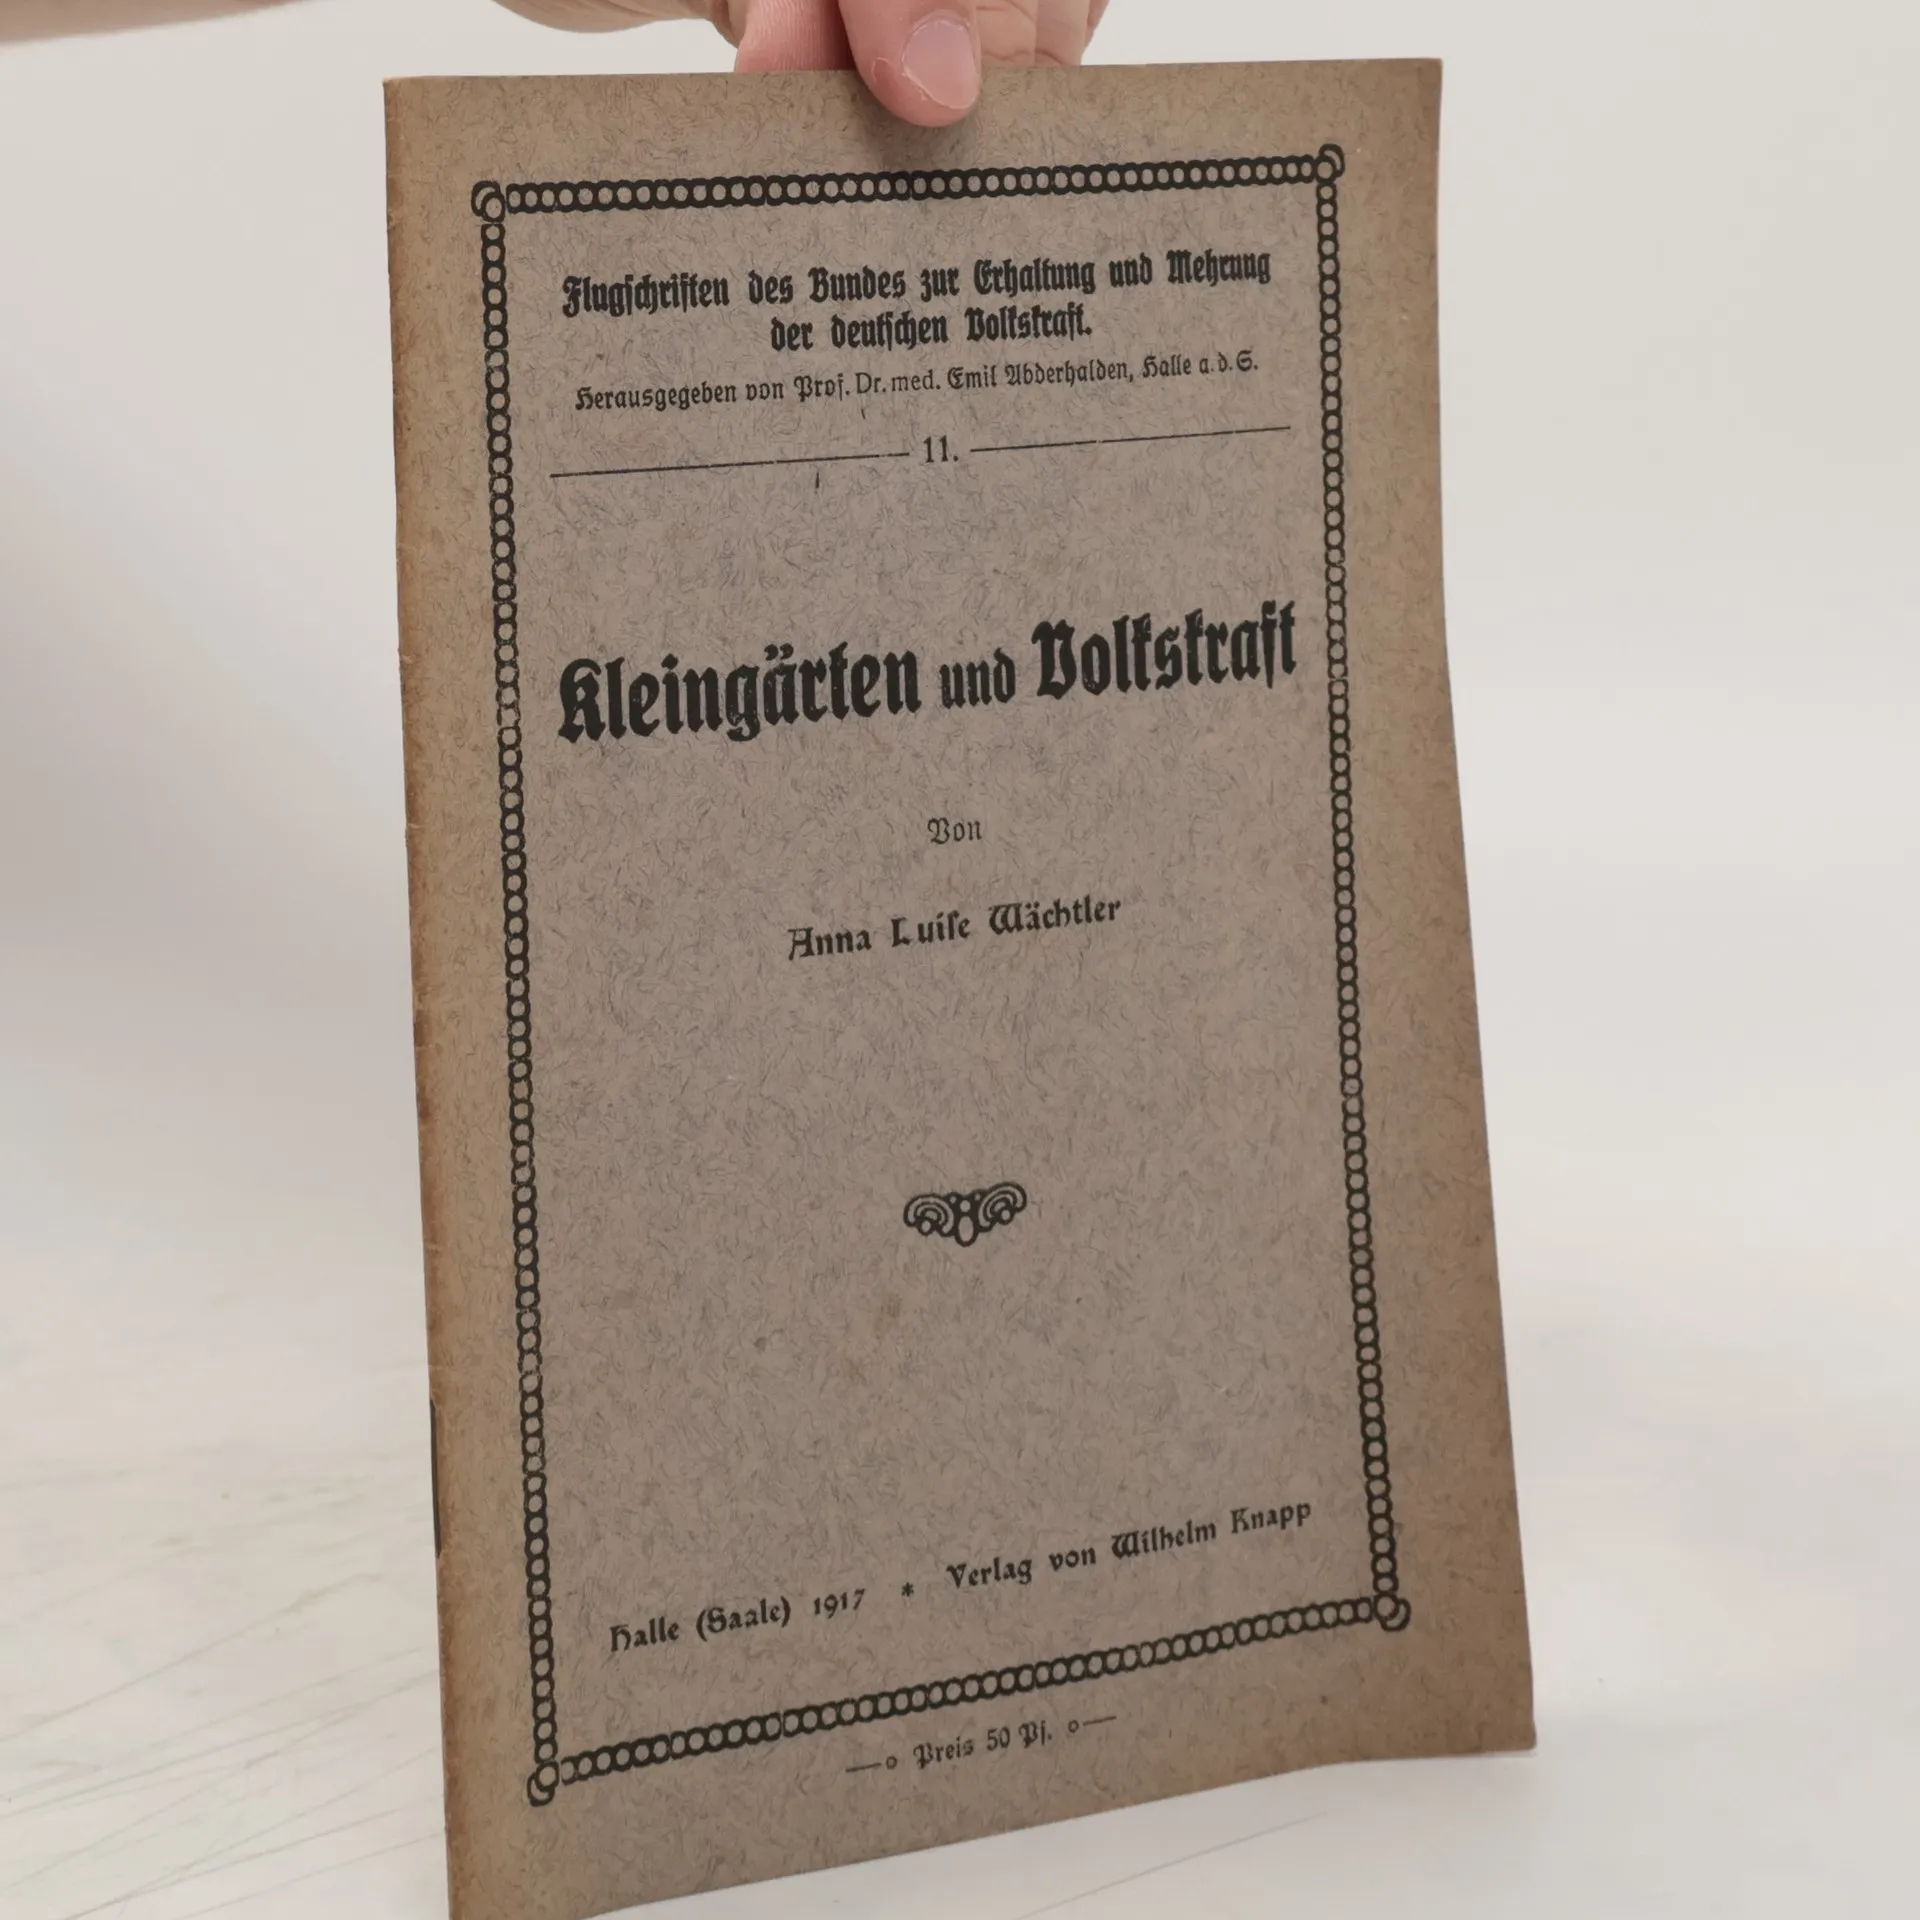 Flugschriften des Bundes zur Erhaltung und Mehrung
der deutschen Volkskraft.
Herausgegeben von Prof. Dr. med. Emil Abderhalden, Halle a. d. S.
11.
Kleingärten und Volkskraft
Von
Anna Luiſe Wächtler
Halle (Saale) 1917 * Verlag von Wilhelm Knapp
Preis 50 Pf.